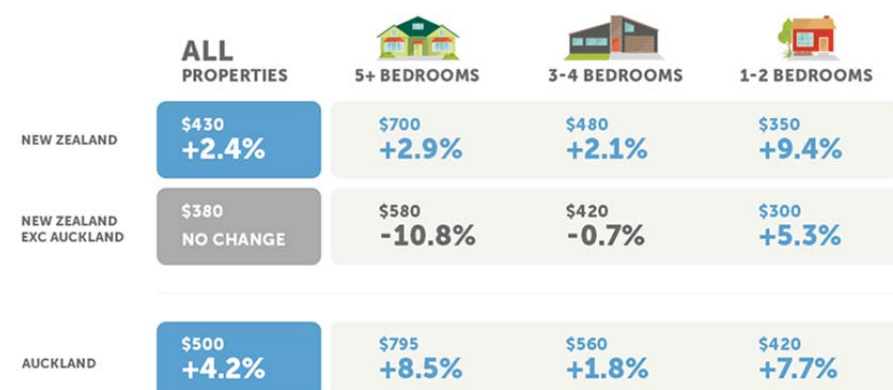 ALL
PROPERTIES
5+ BEDROOMS
3-4 BEDROOMS
1-2 BEDROOMS
NEW ZEALAND
$430
+2.4%
$700
+2.9%
$480
+2.1%
$350
+9.4%
NEW ZEALAND
EXC AUCKLAND
$380
NO CHANGE
$580
-10.8%
$420
-0.7%
$300
+5.3%
AUCKLAND
$500
+4.2%
$795
+8.5%
$560
+1.8%
$420
+7.7%